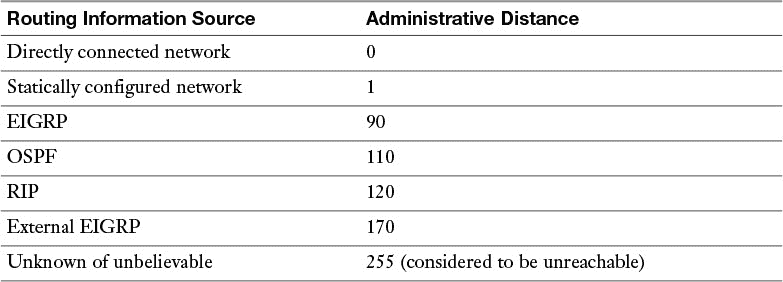 Routing Information Source Administrative Distance
Directly connected network 0
Statically configured network 1
EIGRP 90
OSPF 110
RIP 120
External EIGRP 170
Unknown of unbelievable 255 (considered to be unreachable)